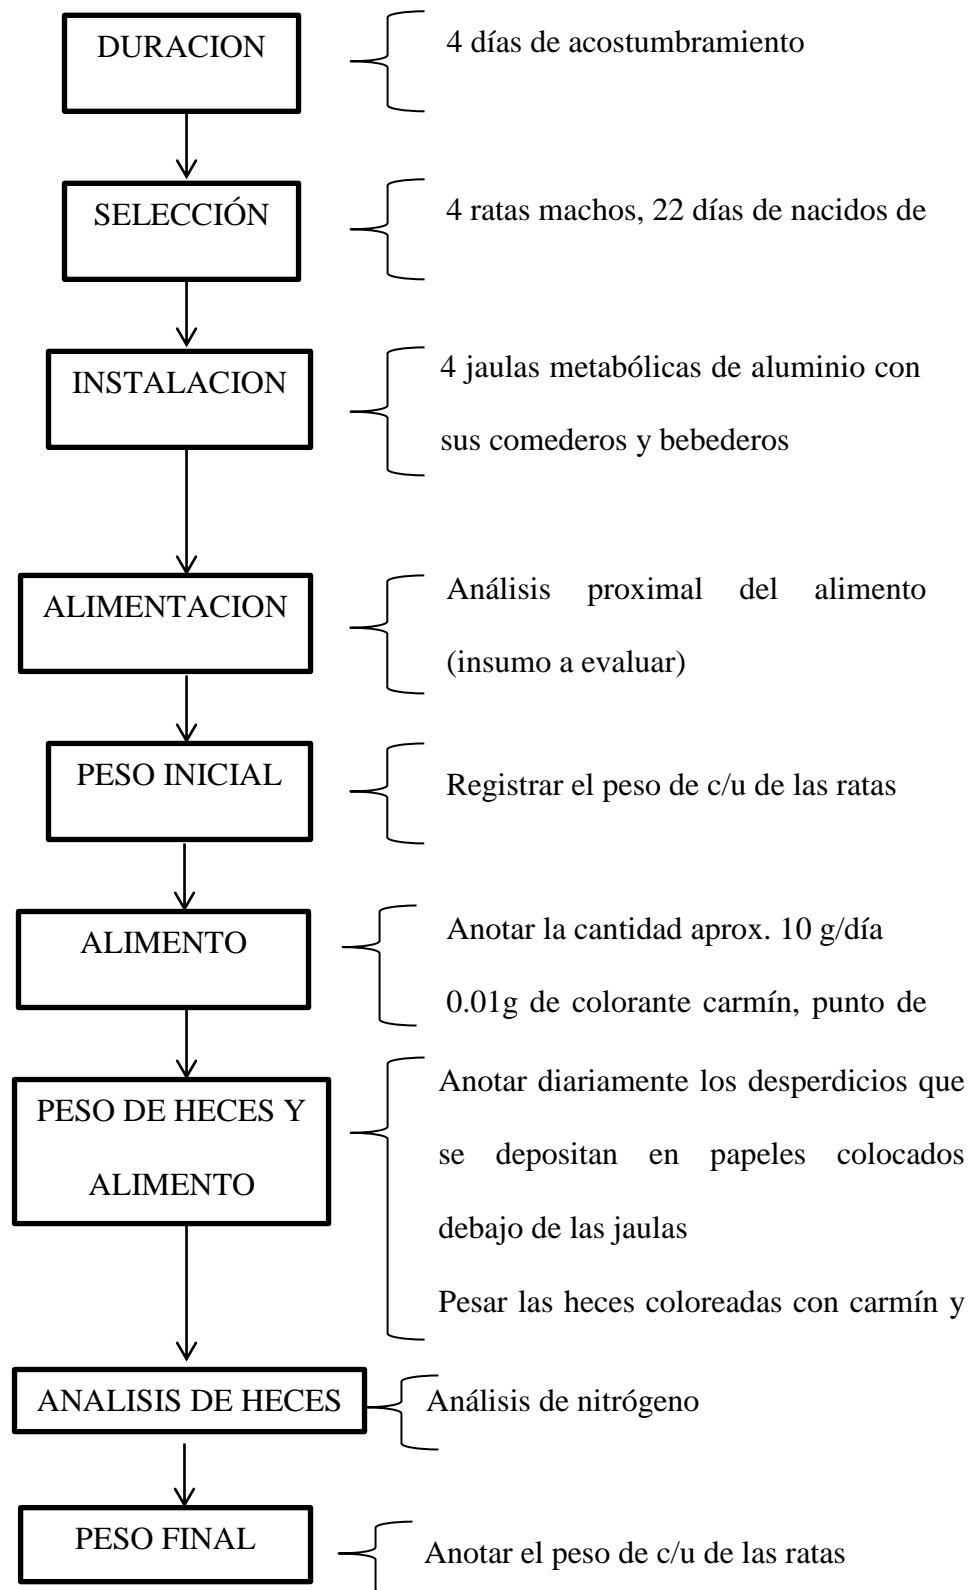 DURACION
4 días de acostumbramiento
SELECCIÓN
4 ratas machos, 22 días de nacidos de
INSTALACION
4 jaulas metabólicas de aluminio con
sus comederos y bebederos
ALIMENTACION
Análisis proximal del alimento
(insumo a evaluar)
PESO INICIAL
Registrar el peso de c/u de las ratas
ALIMENTO
Anotar la cantidad aprox. 10 g/día
0.01g de colorante carmín, punto de
PESO DE HECES Y
ALIMENTO
Anotar diariamente los desperdicios que
se depositan en papeles colocados
debajo de las jaulas
Pesar las heces coloreadas con carmín y
ANALISIS DE HECES
Análisis de nitrógeno
PESO FINAL
Anotar el peso de c/u de las ratas